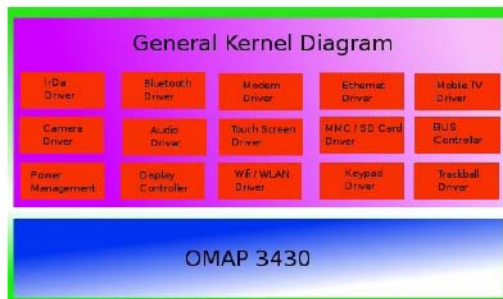 General Kernel Diagram
IrDa
Driver
Bluetooth
Driver
Modem
Driver
Ethernet
Driver
Mobile TV
Driver
Camera
Driver
Audio
Driver
Touch Screen
Driver
MMC / SD Card
Driver
BUS
Controller
Power
Management
Display
Controller
Wifi / WLAN
Driver
Keypad
Driver
Trackball
Driver
OMAP 3430